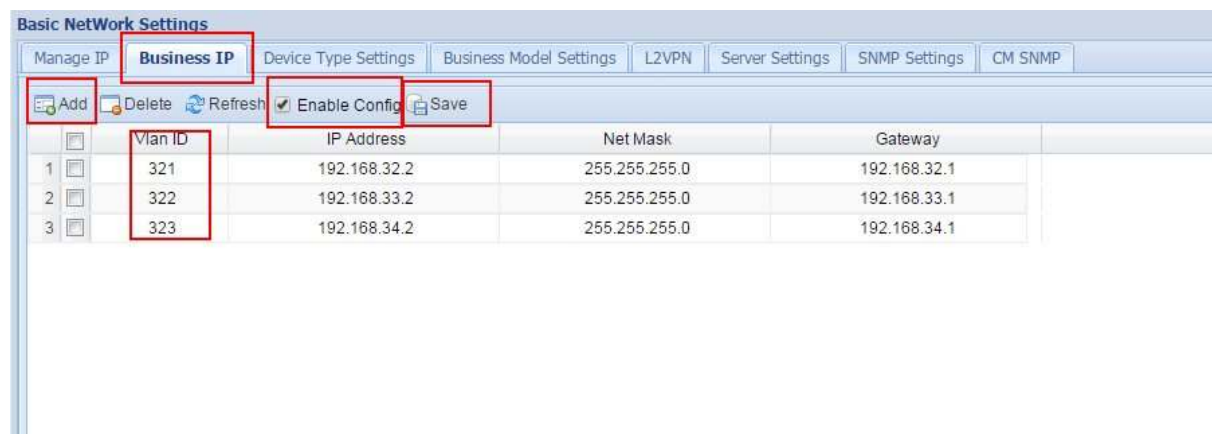 Basic NetWork Settings
Manage IP Business IP Device Type Settings Business Model Settings L2VPN Server Settings SNMP Settings CM SNMP
Add Delete Refresh Enable Config Save
Vlan ID IP Address Net Mask Gateway
1 321 192.168.32.2 255.255.255.0 192.168.32.1
2 322 192.168.33.2 255.255.255.0 192.168.33.1
3 323 192.168.34.2 255.255.255.0 192.168.34.1